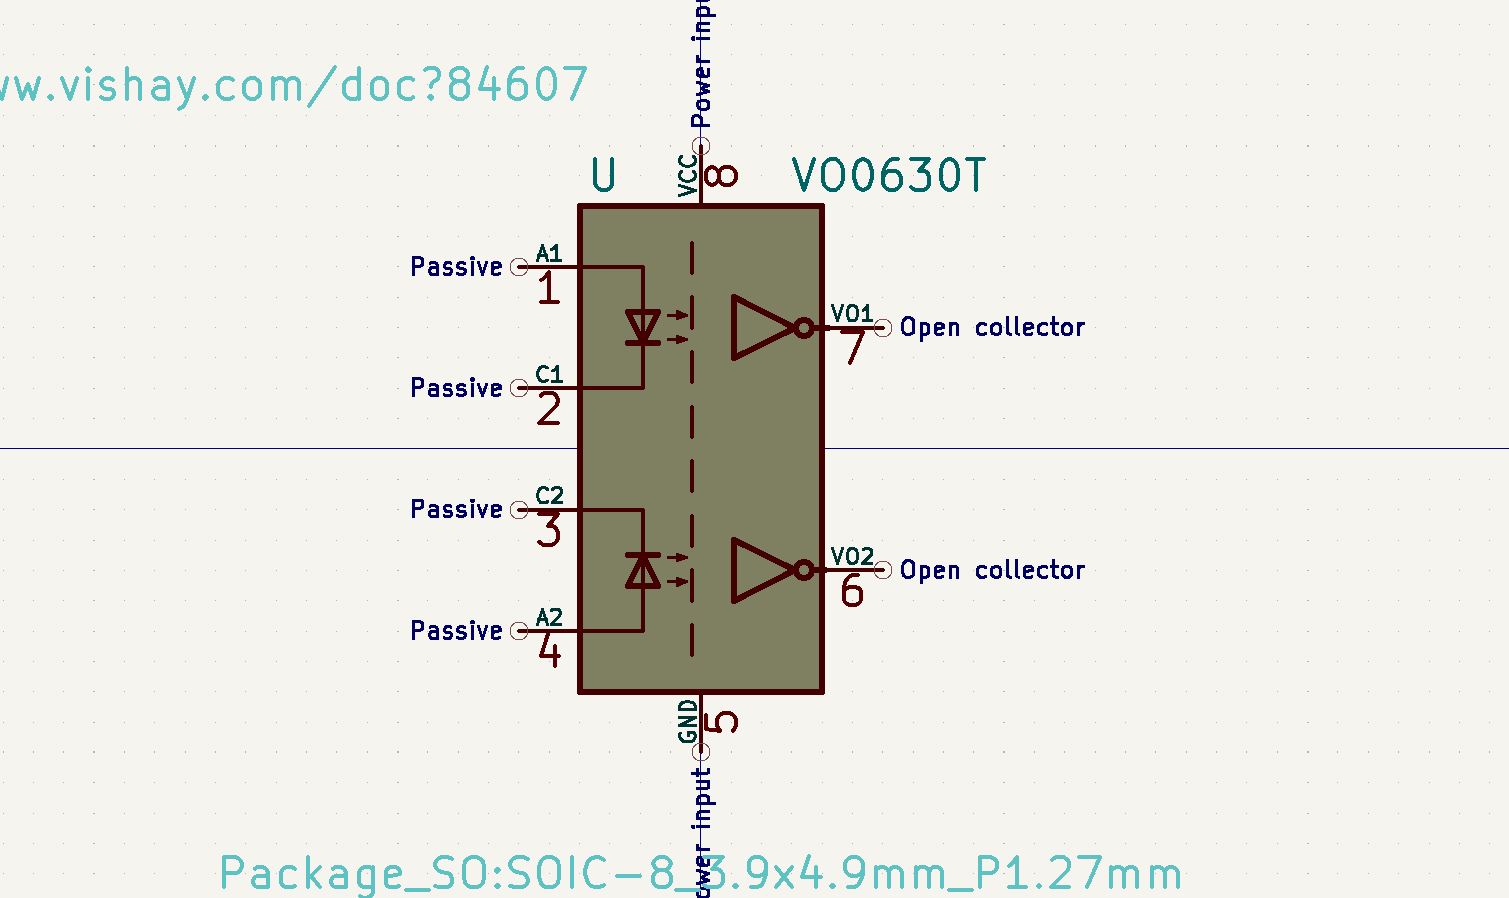 Power inpu
ww.vishay.com/doc?84607
VCC
8
U
VO0630T
A1
Passive
1
VO1
Open collector
7
C1
Passive
2
C2
Passive
3
VO2
Open collector
6
A2
Passive
4
GND
5
ower input
Package_SO:SOIC-8_3.9x4.9mm_P1.27mm